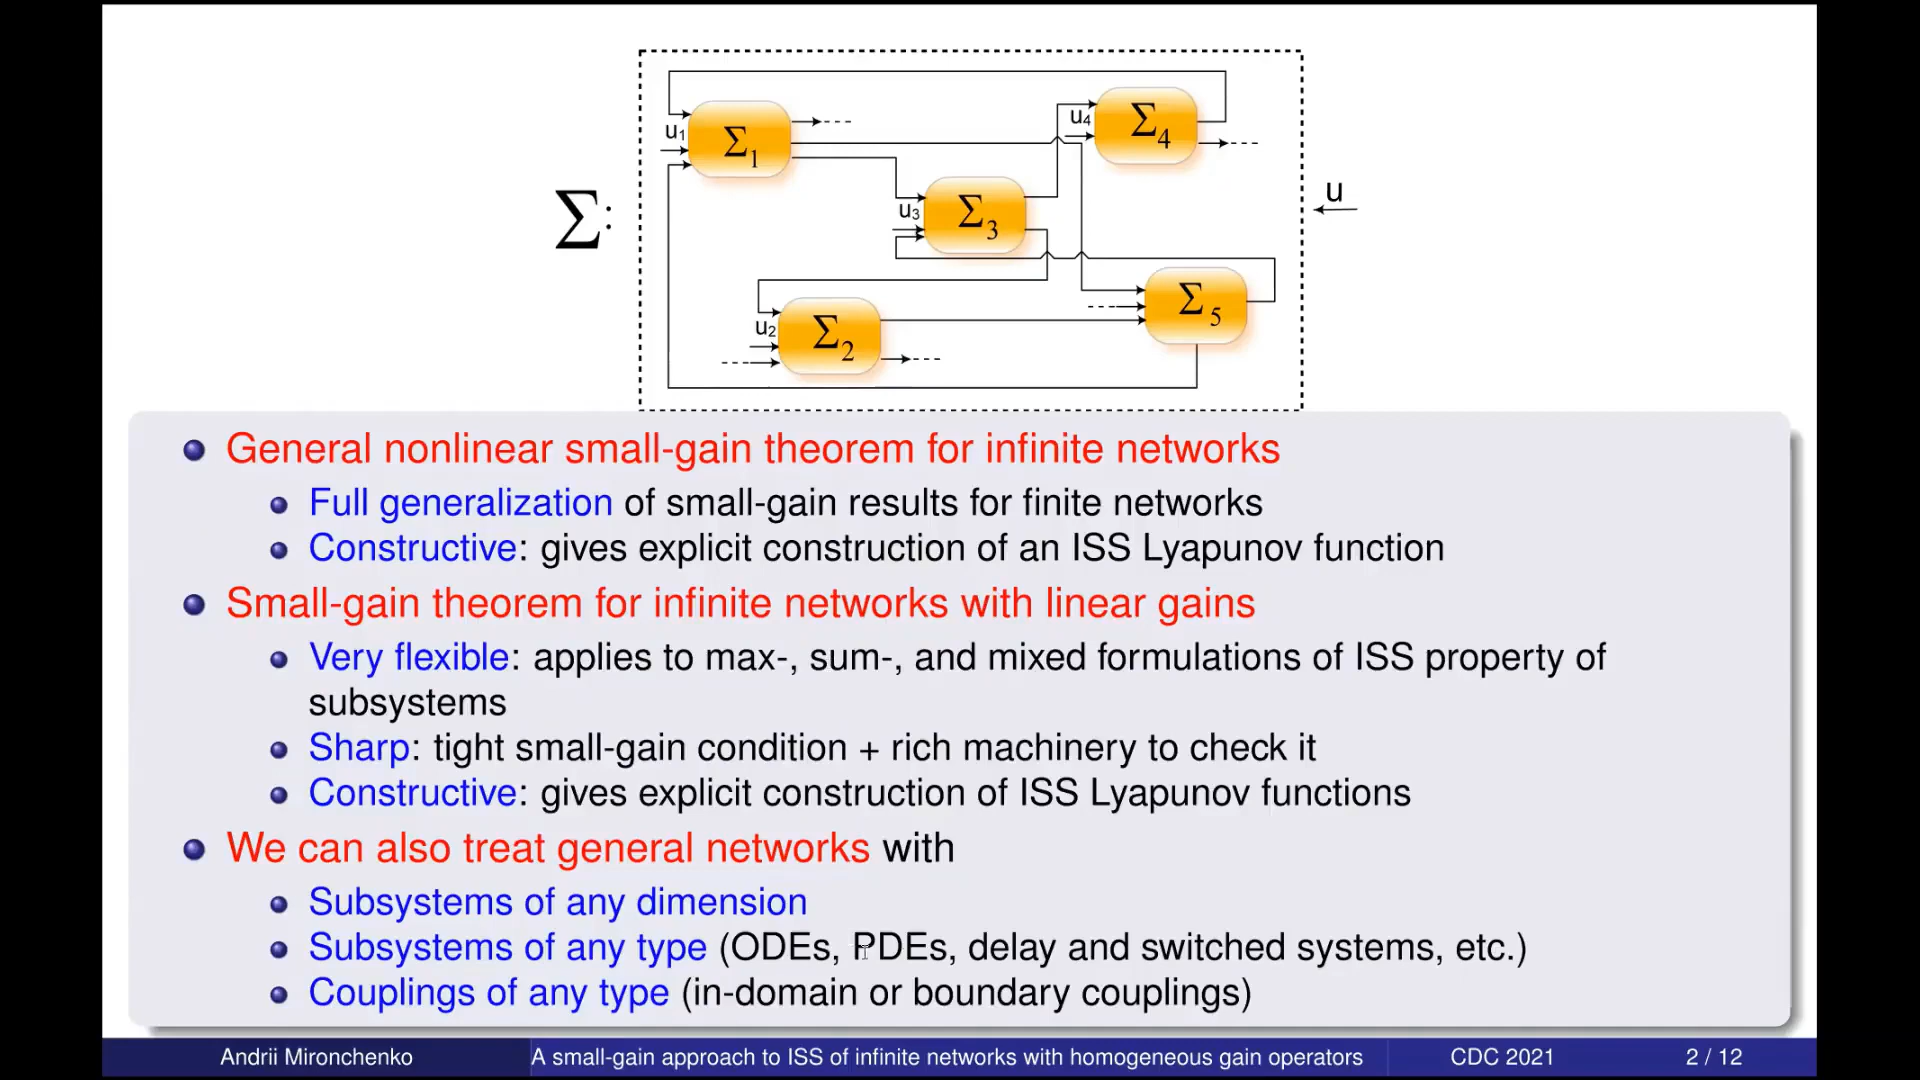 Σ:
u₁
Σ₁
u₄
Σ₄
u
u₃
Σ₃
Σ₅
u₂
Σ₂
General nonlinear small-gain theorem for infinite networks
Full generalization of small-gain results for finite networks
Constructive: gives explicit construction of an ISS Lyapunov function
Small-gain theorem for infinite networks with linear gains
Very flexible: applies to max-, sum-, and mixed formulations of ISS property of
subsystems
Sharp: tight small-gain condition + rich machinery to check it
Constructive: gives explicit construction of ISS Lyapunov functions
We can also treat general networks with
Subsystems of any dimension
Subsystems of any type (ODEs, PDEs, delay and switched systems, etc.)
Couplings of any type (in-domain or boundary couplings)
Andrii Mironchenko
A small-gain approach to ISS of infinite networks with homogeneous gain operators
CDC 2021
2 / 12